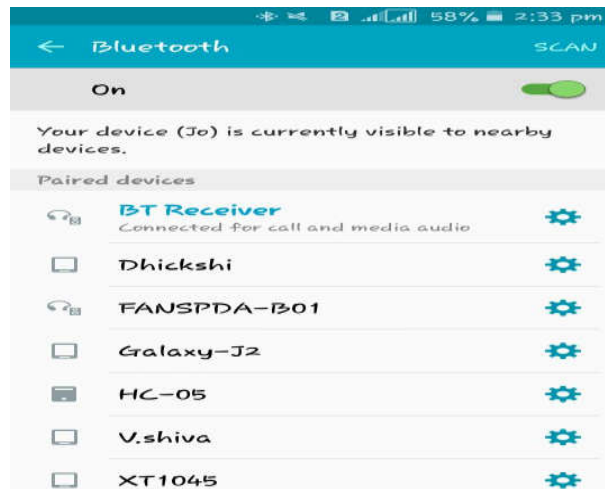 58% 2:33 pm
Bluetooth SCAN
On
Your device (Jo) is currently visible to nearby
devices.
Paired devices
BT Receiver
Connected for call and media audio
Dhickshi
FANSPDA-B01
Galaxy-J2
HC-05
V.shiva
XT1045